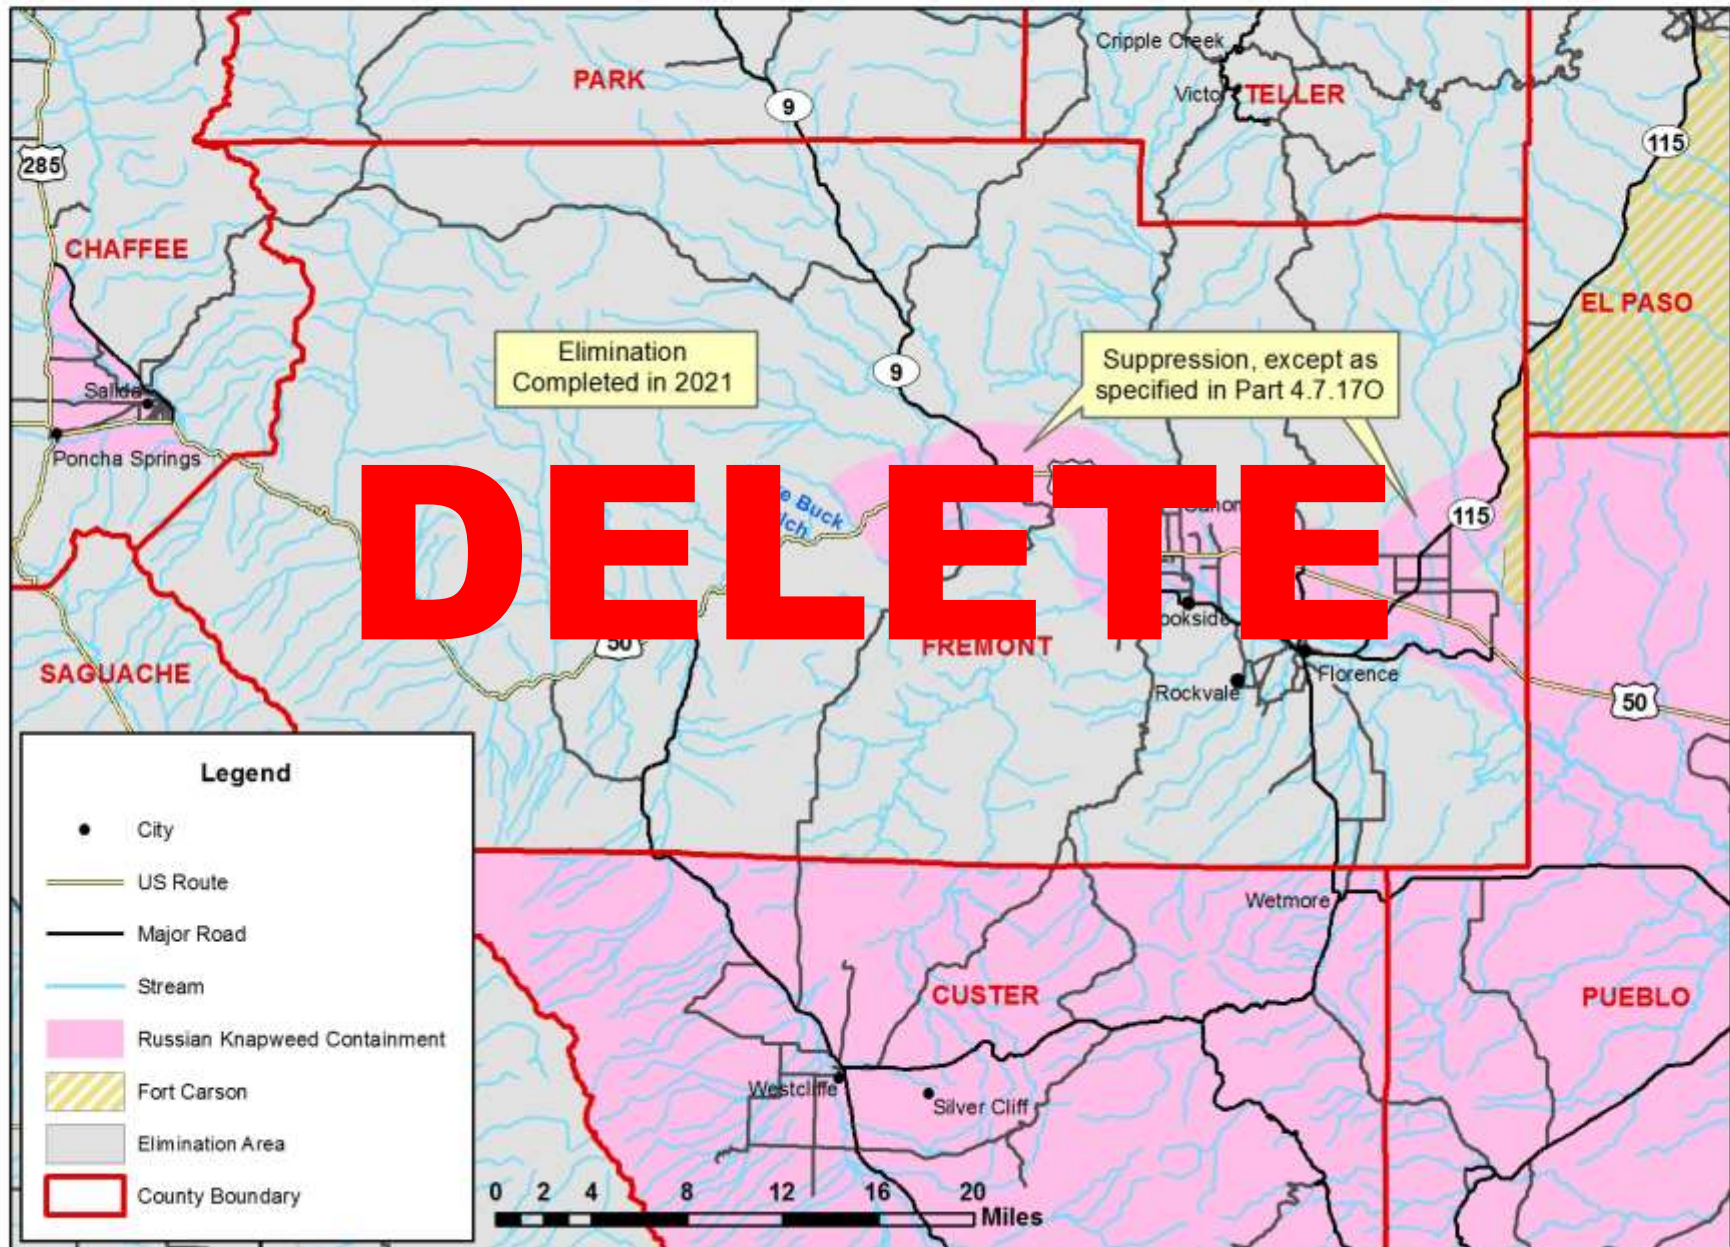 Cripple Creek
PARK
TELLER
9
115
285
CHAFFEE
EL PASO
Elimination
Completed in 2021
Suppression, except as
specified in Part 4.7.17O
9
Salida
Poncha Springs
DELETE
Buck
115
50
FREMONT
Florence
SAGUACHE
Rockvale
50
Legend
City
US Route
Major Road
Stream
Russian Knapweed Containment
Fort Carson
Elimination Area
County Boundary
Wetmore
CUSTER
PUEBLO
Westcliffe
Silver Cliff
0 2 4 8 12 16 20
Miles